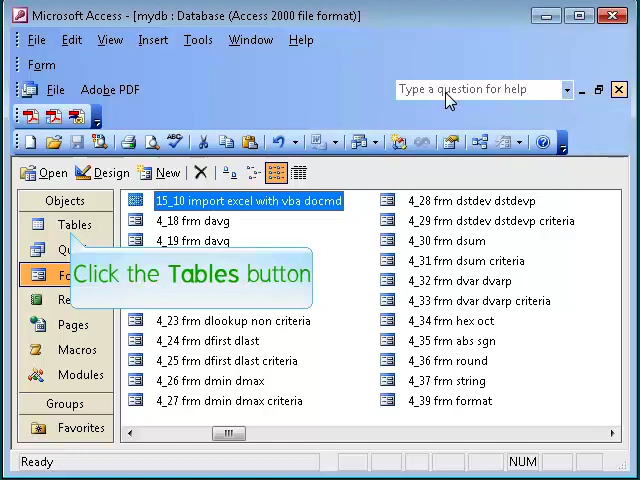 Microsoft Access - [mydb : Database (Access 2000 file format)]
File Edit View Insert Tools Window Help
Form
File Adobe PDF
Type a question for help
Open Design New
Objects
Tables
Qu
Fo
Re
Pages
Macros
Modules
Groups
Favorites
Click the Tables button
15_10 import excel with vba docmd
4_18 frm davg
4_19 frm davg
4_23 frm dlookup non criteria
4_24 frm dfirst dlast
4_25 frm dfirst dlast criteria
4_26 frm dmin dmax
4_27 frm dmin dmax criteria
4_28 frm dstdev dstdevp
4_29 frm dstdev dstdevp criteria
4_30 frm dsum
4_31 frm dsum criteria
4_32 frm dvar dvarp
4_33 frm dvar dvarp criteria
4_34 frm hex oct
4_35 frm abs sgn
4_36 frm round
4_37 frm string
4_39 frm format
Ready
NUM